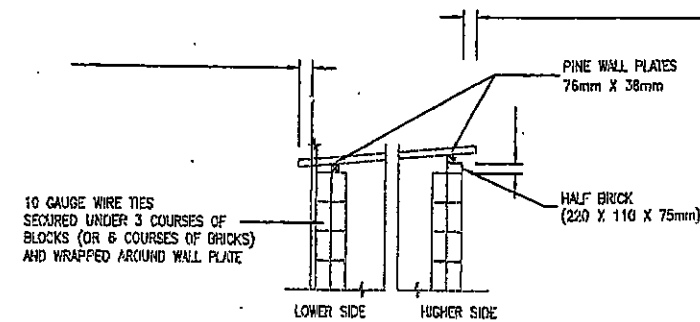 PINE WALL PLATES
76mm X 38mm
10 GAUGE WIRE TIES
SECURED UNDER 3 COURSES OF
BLOCKS (OR 6 COURSES OF BRICKS)
AND WRAPPED AROUND WALL PLATE
HALF BRICK
(220 X 110 X 75mm)
LOWER SIDE
HIGHER SIDE